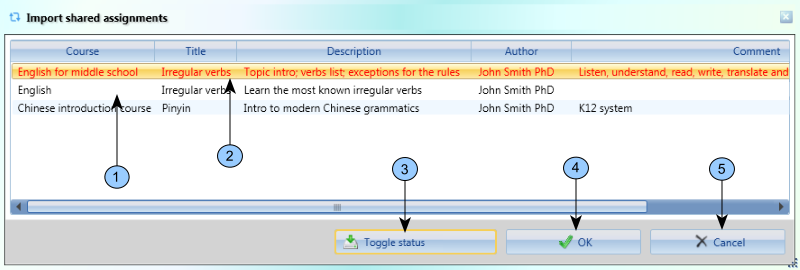 Import shared assignments
Course Title Description Author Comment
English for middle school Irregular verbs Topic intro; verbs list; exceptions for the rules John Smith PhD Listen, understand, read, write, translate and
English Irregular verbs Learn the most known irregular verbs John Smith PhD
Chinese introduction course Pinyin Intro to modern Chinese grammatics K12 system
1 2 3 4 5
Toggle status OK Cancel